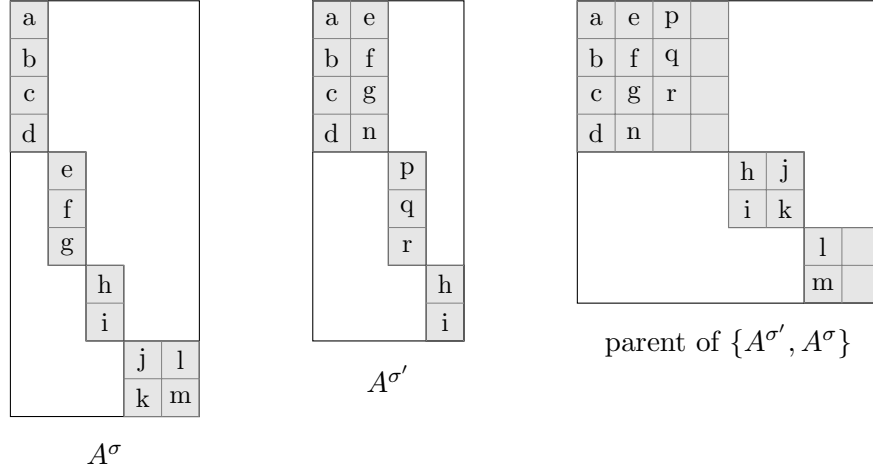 a
b
c
d
e
f
g
h
i
j l
k m
A^σ
a e
b f
c g
d n
p
q
r
h
i
A^σ′
a e p
b f q
c g r
d n
h j
i k
l
m
parent of {A^σ′, A^σ}